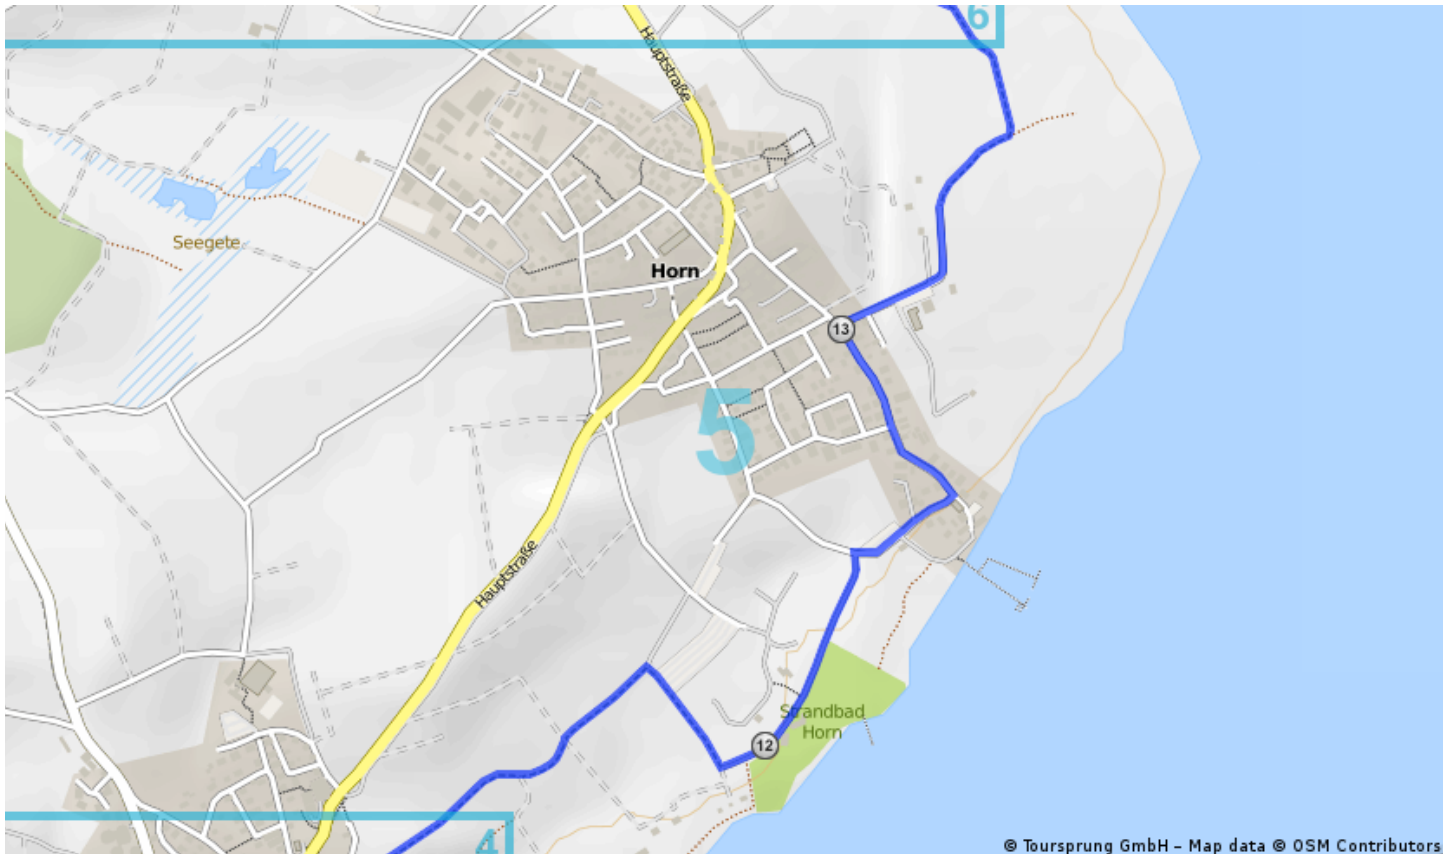 6
Hauptstraße
Seegete
Horn
13
5
Hauptstraße
Strandbad
Horn
12
4
© Toursprung GmbH – Map data © OSM Contributors